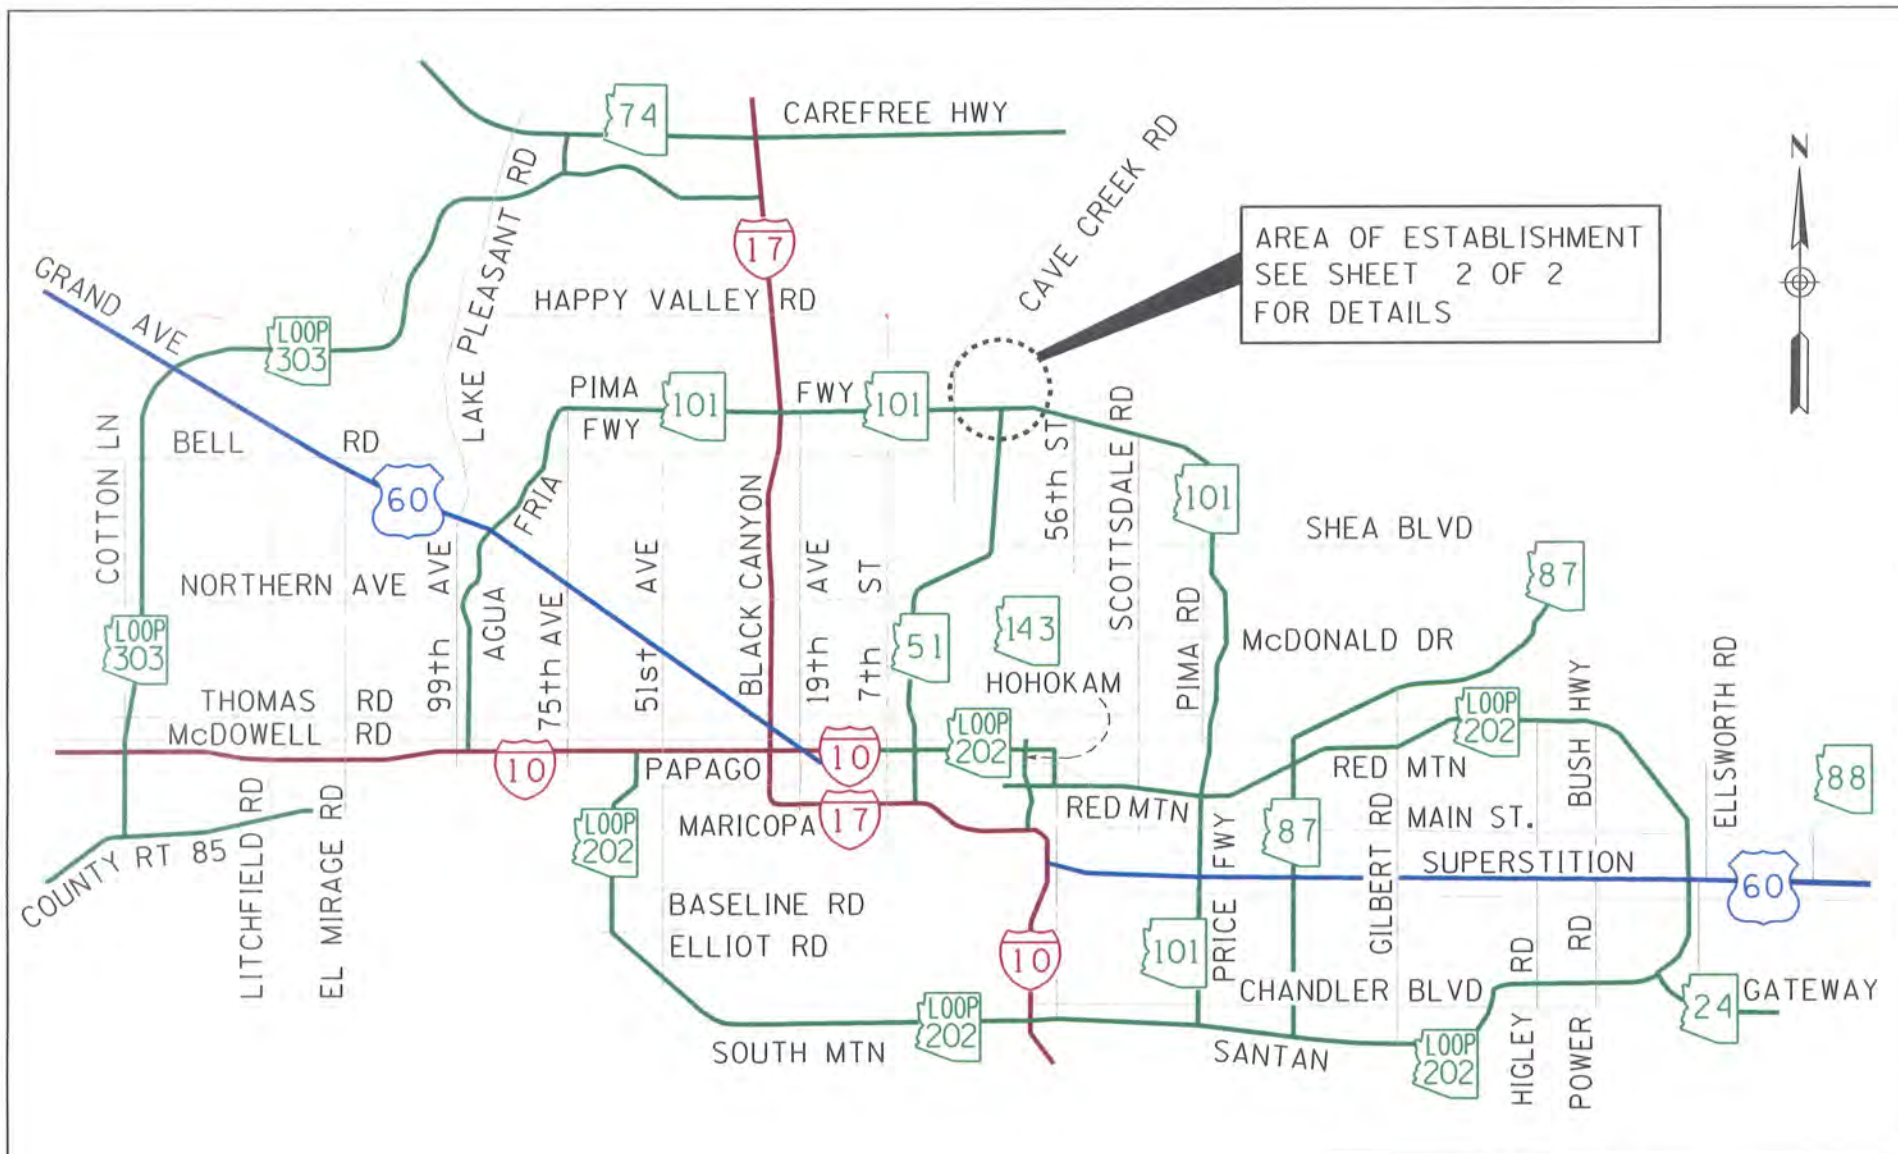 74
CAREFREE HWY
N
CAVE CREEK RD
LAKE PLEASANT RD
17
AREA OF ESTABLISHMENT
SEE SHEET 2 OF 2
FOR DETAILS
GRAND AVE
HAPPY VALLEY RD
LOOP
303
PIMA
FWY
101
FWY
101
COTTON LN
BELL RD
60
AGUA FRIA
BLACK CANYON
56th ST
SCOTTSDALE RD
101
SHEA BLVD
87
NORTHERN AVE
99th AVE
75th AVE
51st AVE
19th AVE
7th ST
51
143
HOHOKAM
PIMA RD
McDONALD DR
LOOP
303
THOMAS RD
McDOWELL RD
LOOP
202
LOOP
202
BUSH HWY
ELLSWORTH RD
10
PAPAGO
10
RED MTN
88
COUNTY RT 85
LITCHFIELD RD
EL MIRAGE RD
LOOP
202
MARICOPA
17
RED MTN
PRICE FWY
87
GILBERT RD
MAIN ST.
SUPERSTITION
60
BASELINE RD
ELLIOT RD
10
101
CHANDLER BLVD
HIGLEY RD
POWER RD
24
GATEWAY
SOUTH MTN
LOOP
202
SANTAN
LOOP
202